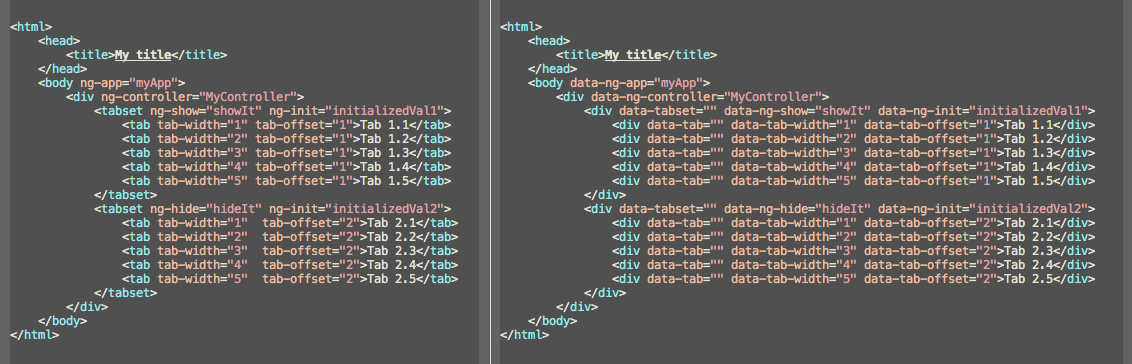 <html>
    <head>
        <title>My title</title>
    </head>
    <body ng-app="myApp">
        <div ng-controller="MyController">
            <tabset ng-show="showIt" ng-init="initializedVal1">
                <tab tab-width="1" tab-offset="1">Tab 1.1</tab>
                <tab tab-width="2" tab-offset="1">Tab 1.2</tab>
                <tab tab-width="3" tab-offset="1">Tab 1.3</tab>
                <tab tab-width="4" tab-offset="1">Tab 1.4</tab>
                <tab tab-width="5" tab-offset="1">Tab 1.5</tab>
            </tabset>
            <tabset ng-hide="hideIt" ng-init="initializedVal2">
                <tab tab-width="1"  tab-offset="2">Tab 2.1</tab>
                <tab tab-width="2"  tab-offset="2">Tab 2.2</tab>
                <tab tab-width="3"  tab-offset="2">Tab 2.3</tab>
                <tab tab-width="4"  tab-offset="2">Tab 2.4</tab>
                <tab tab-width="5"  tab-offset="2">Tab 2.5</tab>
            </tabset>
        </div>
    </body>
</html>
<html>
    <head>
        <title>My title</title>
    </head>
    <body data-ng-app="myApp">
        <div data-ng-controller="MyController">
            <div data-tabset="" data-ng-show="showIt" data-ng-init="initializedVal1">
                <div data-tab="" data-tab-width="1" data-tab-offset="1">Tab 1.1</div>
                <div data-tab="" data-tab-width="2" data-tab-offset="1">Tab 1.2</div>
                <div data-tab="" data-tab-width="3" data-tab-offset="1">Tab 1.3</div>
                <div data-tab="" data-tab-width="4" data-tab-offset="1">Tab 1.4</div>
                <div data-tab="" data-tab-width="5" data-tab-offset="1">Tab 1.5</div>
            </div>
            <div data-tabset="" data-ng-hide="hideIt" data-ng-init="initializedVal2">
                <div data-tab="" data-tab-width="1" data-tab-offset="2">Tab 2.1</div>
                <div data-tab="" data-tab-width="2" data-tab-offset="2">Tab 2.2</div>
                <div data-tab="" data-tab-width="3" data-tab-offset="2">Tab 2.3</div>
                <div data-tab="" data-tab-width="4" data-tab-offset="2">Tab 2.4</div>
                <div data-tab="" data-tab-width="5" data-tab-offset="2">Tab 2.5</div>
            </div>
        </div>
    </body>
</html>